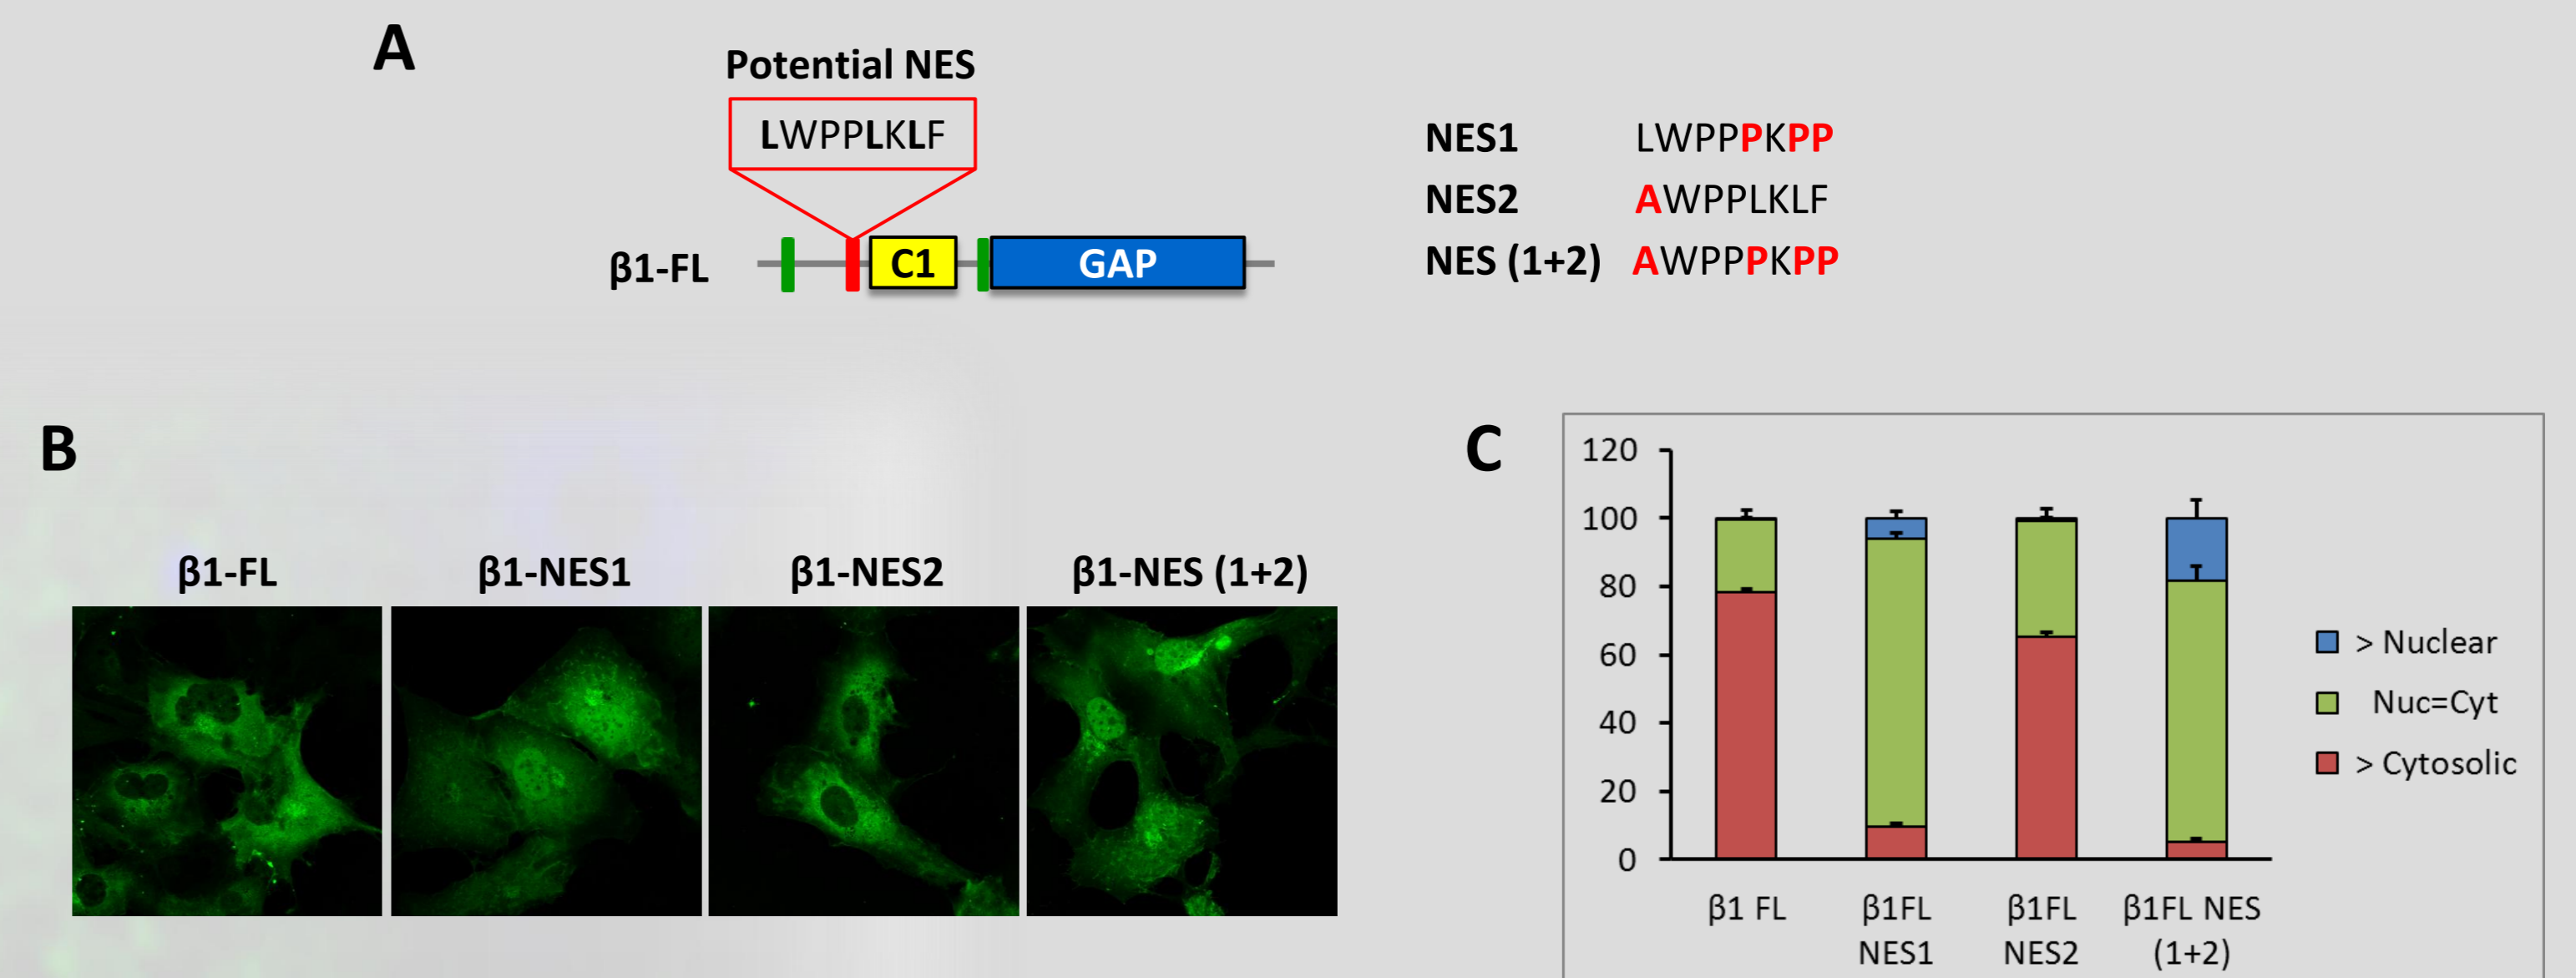 A
Potential NES
LWPPLKLF
β1-FL
C1
GAP
NES1 LWPPPKPP
NES2 AWPPLKLF
NES (1+2) AWPPPKPP
B
β1-FL
β1-NES1
β1-NES2
β1-NES (1+2)
C
120
100
80
60
40
20
0
β1 FL
β1FL
NES1
β1FL
NES2
β1FL NES
(1+2)
> Nuclear
Nuc=Cyt
> Cytosolic